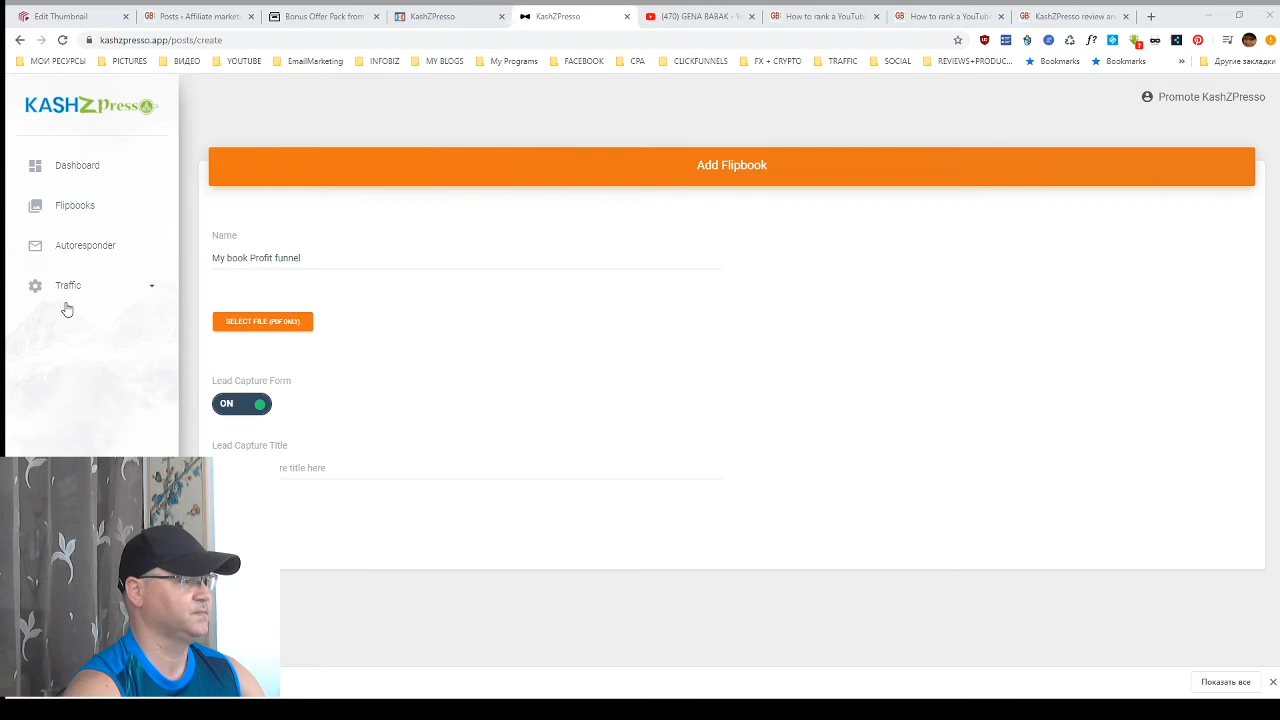 Edit Thumbnail
Posts - Affiliate market
Bonus Offer Pack from
KashZPresso
KashZPresso
(470) GENA BABAK - Y
How to rank a YouTube
How to rank a YouTub
KashZPresso review an
kashzpresso.app/posts/create
МОИ РЕСУРСЫ
PICTURES
ВИДЕО
YOUTUBE
EmailMarketing
INFOBIZ
MY BLOGS
My Programs
FACEBOOK
CPA
CLICKFUNNELS
FX + CRYPTO
TRAFFIC
SOCIAL
REVIEWS+PRODUC...
Bookmarks
Bookmarks
»
Другие закладки
KASHZPresso
Promote KashZPresso
Dashboard
Flipbooks
Autoresponder
Traffic
Add Flipbook
Name
My book Profit funnel
SELECT FILE (PDF ONLY)
Lead Capture Form
ON
Lead Capture Title
re title here
Показать все